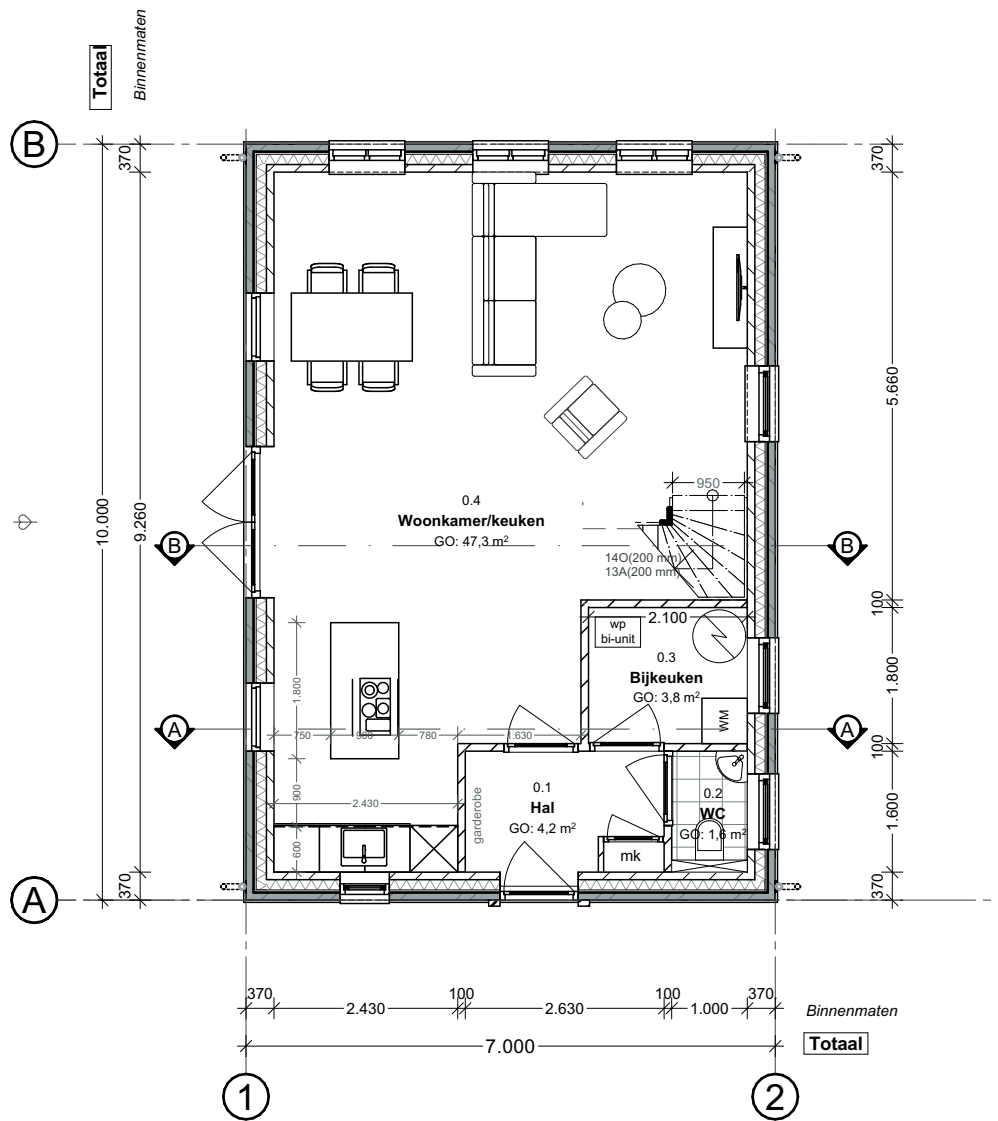 Totaal
Binnenmaten
B
370
370
10.000
9.260
5.660
950
0.4
Woonkamer/keuken
GO: 47,3 m²
B
B
14O(200 mm)
13A(200 mm)
100
2.100
wp
bi-unit
0.3
Bijkeuken
GO: 3,8 m²
1.800
1.800
WM
A
A
750
900
780
1.630
100
0.1
Hal
GO: 4,2 m²
garderobe
0.2
WC
GO: 1,6 m²
1.600
900
2.430
600
mk
A
370
370
370
2.430
100
2.630
100
1.000
370
Binnenmaten
7.000
Totaal
1
2